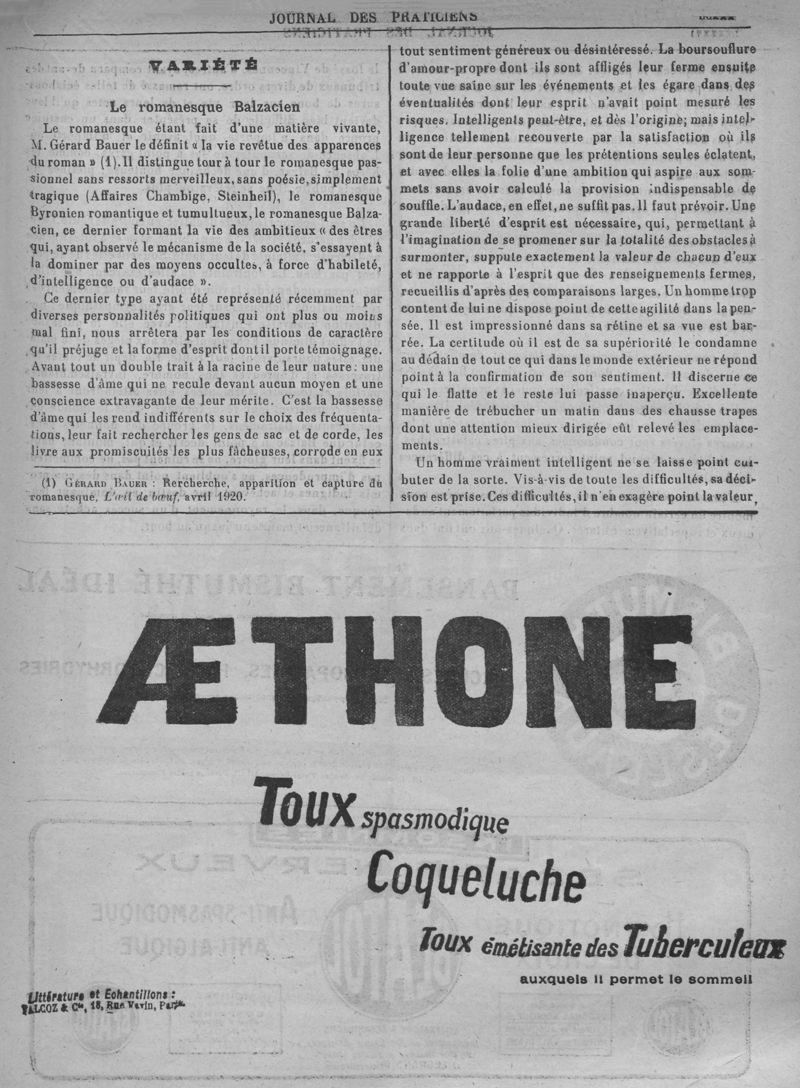 JOURNAL DES PRATICIENS
VARIÉTÉ
Le romanesque Balzacien
Le romanesque étant fait d'une matière vivante,
M. Gérard Bauer le définit « la vie revêtue des apparences
du roman » (1). Il distingue tour à tour le romanesque pas-
sionnel sans ressorts merveilleux, sans poésie, simplement
tragique (Affaires Chambige, Steinheil), le romanesque
Byronien romantique et tumultueux, le romanesque Balza-
cien, ce dernier formant la vie des ambitieux « des êtres
qui, ayant observé le mécanisme de la société, s'essayent à
la dominer par des moyens occultes, à force d'habileté,
d'intelligence ou d'audace ».
Ce dernier type ayant été représenté récemment par
diverses personnalités politiques qui ont plus ou moins
mal fini, nous arrêtera par les conditions de caractère
qu'il préjuge et la forme d'esprit dont il porte témoignage.
Avant tout un double trait à la racine de leur nature : une
bassesse d'âme qui ne recule devant aucun moyen et une
conscience extravagante de leur mérite. C'est la bassesse
d'âme qui les rend indifférents sur le choix des fréquenta-
tions, leur fait rechercher les gens de sac et de corde, les
livre aux promiscuités les plus fâcheuses, corrode en eux
(1) GÉRARD BAUER : Rercherche, apparition et capture du
romanesque, L'œil de bœuf, avril 1920.
tout sentiment généreux ou désintéressé. La boursouflure
d'amour-propre dont ils sont affligés leur ferme ensuite
toute vue saine sur les événements et les égare dans des
éventualités dont leur esprit n'avait point mesuré les
risques. Intelligents peut-être, et dès l'origine; mais intel-
ligence tellement recouverte par la satisfaction où ils
sont de leur personne que les prétentions seules éclatent,
et avec elles la folie d'une ambition qui aspire aux som-
mets sans avoir calculé la provision indispensable de
souffle. L'audace, en effet, ne suffit pas. Il faut prévoir. Une
grande liberté d'esprit est nécessaire, qui, permettant à
l'imagination de se promener sur la totalité des obstacles à
surmonter, suppute exactement la valeur de chacun d'eux
et ne rapporte à l'esprit que des renseignements fermes,
recueillis d'après des comparaisons larges. Un homme trop
content de lui ne dispose point de cette agilité dans la pen-
sée. Il est impressionné dans sa rétine et sa vue est bar-
rée. La certitude où il est de sa supériorité le condamne
au dédain de tout ce qui dans le monde extérieur ne répond
point à la confirmation de son sentiment. Il discerne ce
qui le flatte et le reste lui passe inaperçu. Excellente
manière de trébucher un matin dans des chausse trapes
dont une attention mieux dirigée eût relevé les emplace-
ments.
Un homme vraiment intelligent ne se laisse point cul-
buter de la sorte. Vis-à-vis de toute les difficultés, sa déci-
sion est prise. Ces difficultés, il n'en exagère point la valeur,
ÆTHONE
Toux spasmodique
Coqueluche
Toux émétisante des Tuberculeux
auxquels il permet le sommeil
Littérature et Échantillons :
FALCOZ & Cie, 18, Rue Vavin, Paris.